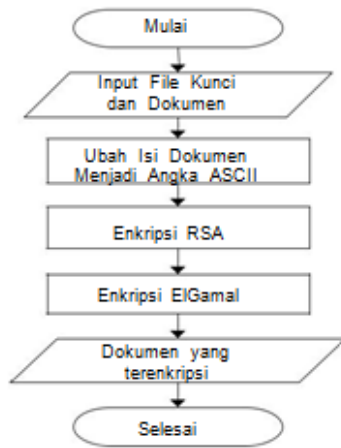 Mulai
Input File Kunci
dan Dokumen
Ubah Isi Dokumen
Menjadi Angka ASCII
Enkripsi RSA
Enkripsi ElGamal
Dokumen yang
terenkripsi
Selesai